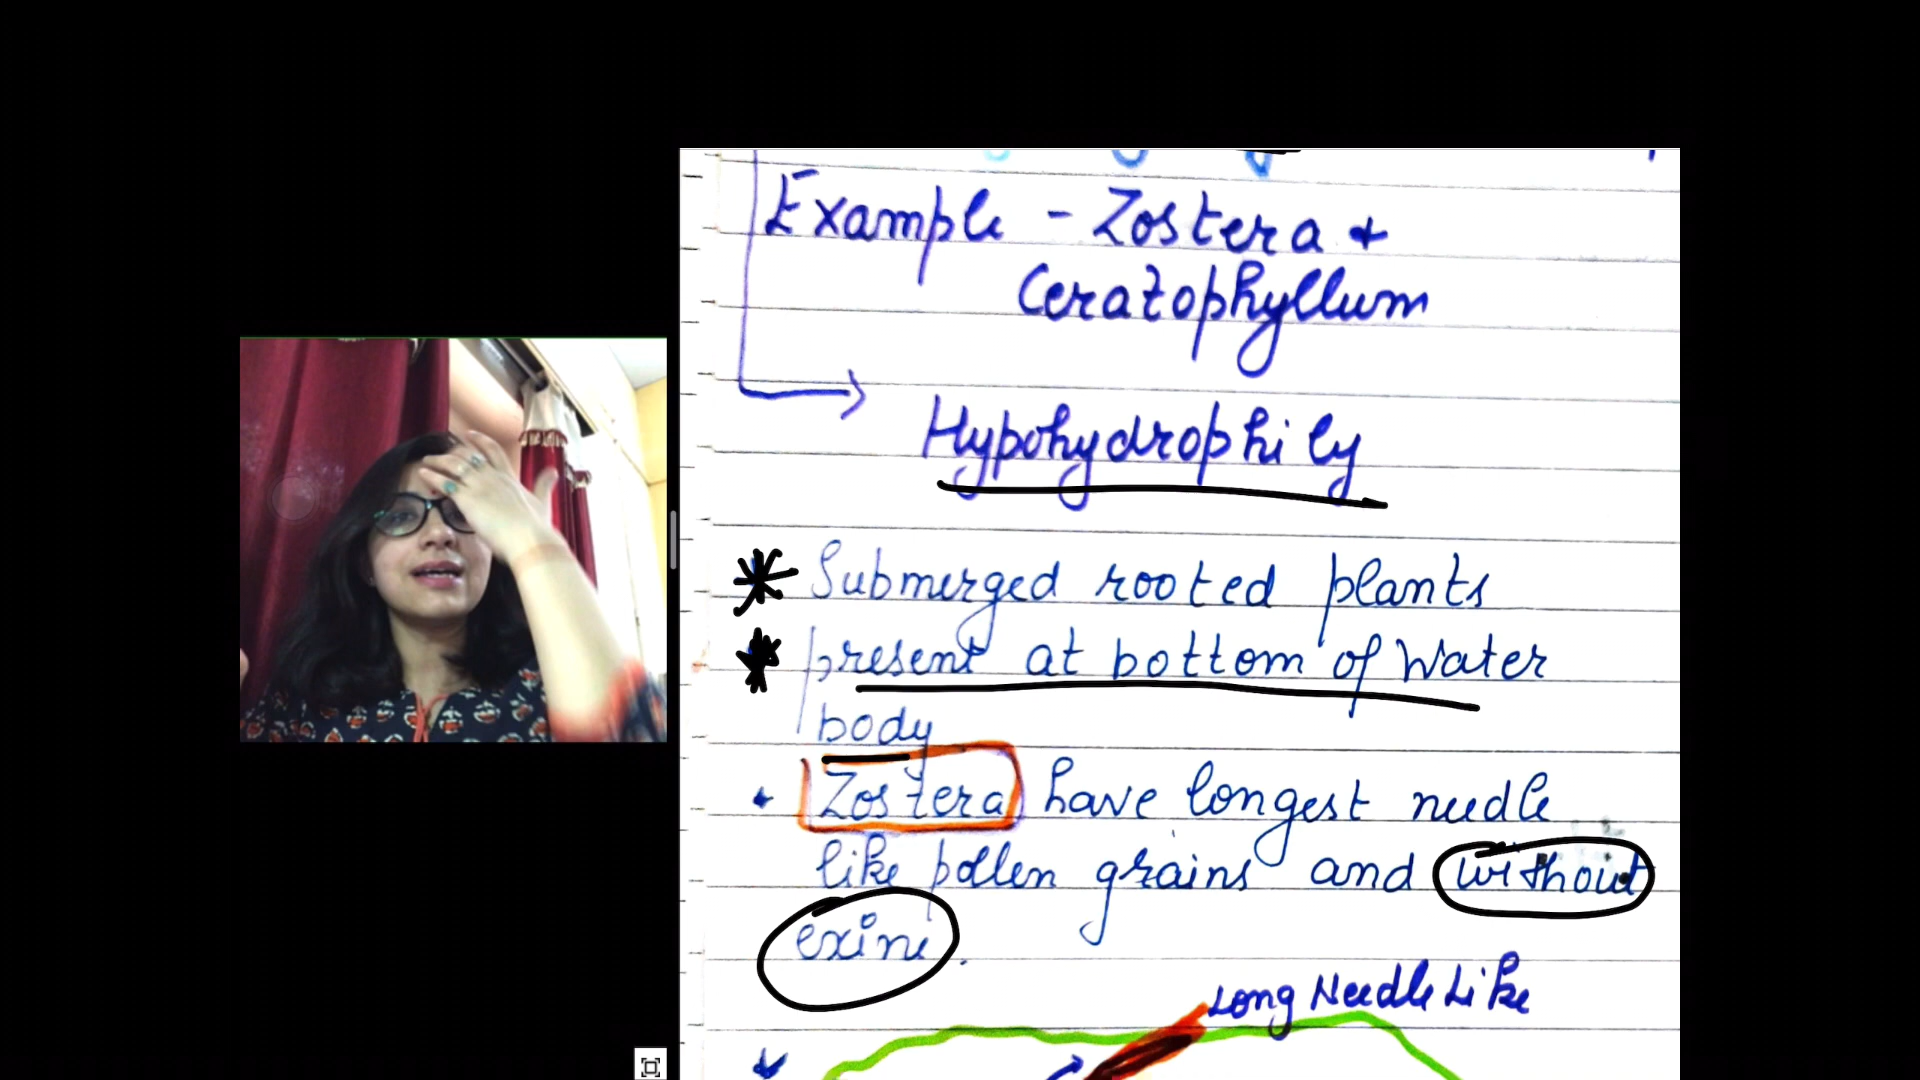 Example - Zostera &
Ceratophyllum
Hypohydrophily
* Submerged rooted plants
* present at bottom of Water
body
Zostera have longest needle
like pollen grains and without
exine.
Long Needle Like